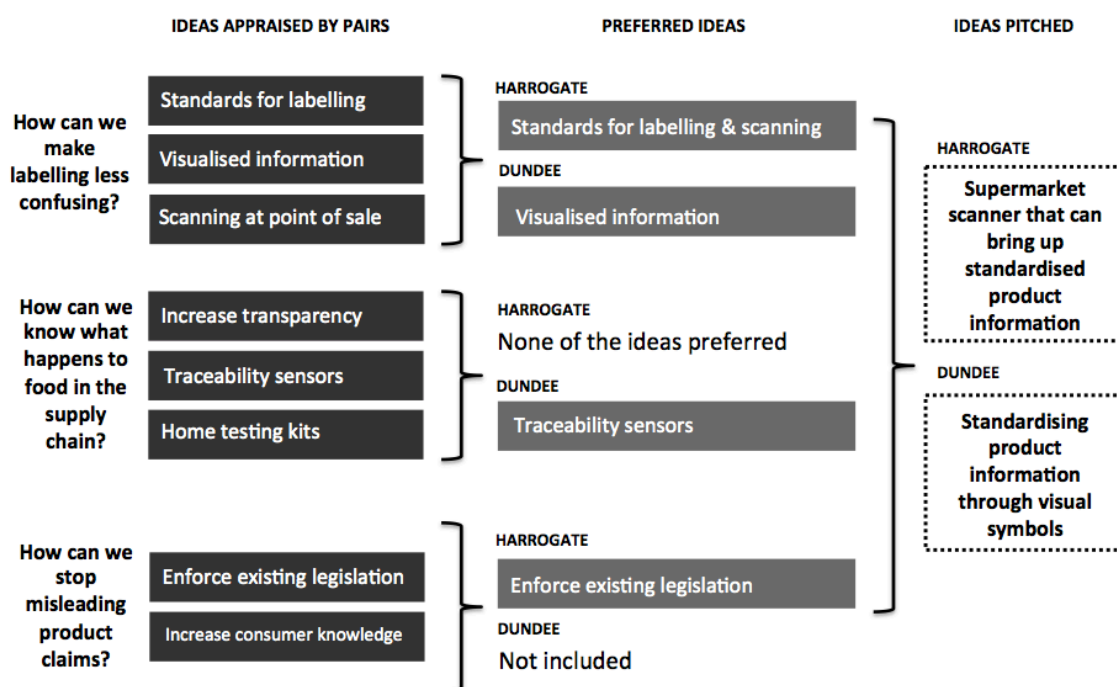 IDEAS APPRAISED BY PAIRS
PREFERRED IDEAS
IDEAS PITCHED
How can we
make
labelling less
confusing?
Standards for labelling
Visualised information
Scanning at point of sale
HARROGATE
Standards for labelling & scanning
DUNDEE
Visualised information
How can we
know what
happens to
food in the
supply
chain?
Increase transparency
Traceability sensors
Home testing kits
HARROGATE
None of the ideas preferred
DUNDEE
Traceability sensors
How can we
stop
misleading
product
claims?
Enforce existing legislation
Increase consumer knowledge
HARROGATE
Enforce existing legislation
DUNDEE
Not included
HARROGATE
Supermarket
scanner that can
bring up
standardised
product
information
DUNDEE
Standardising
product
information
through visual
symbols